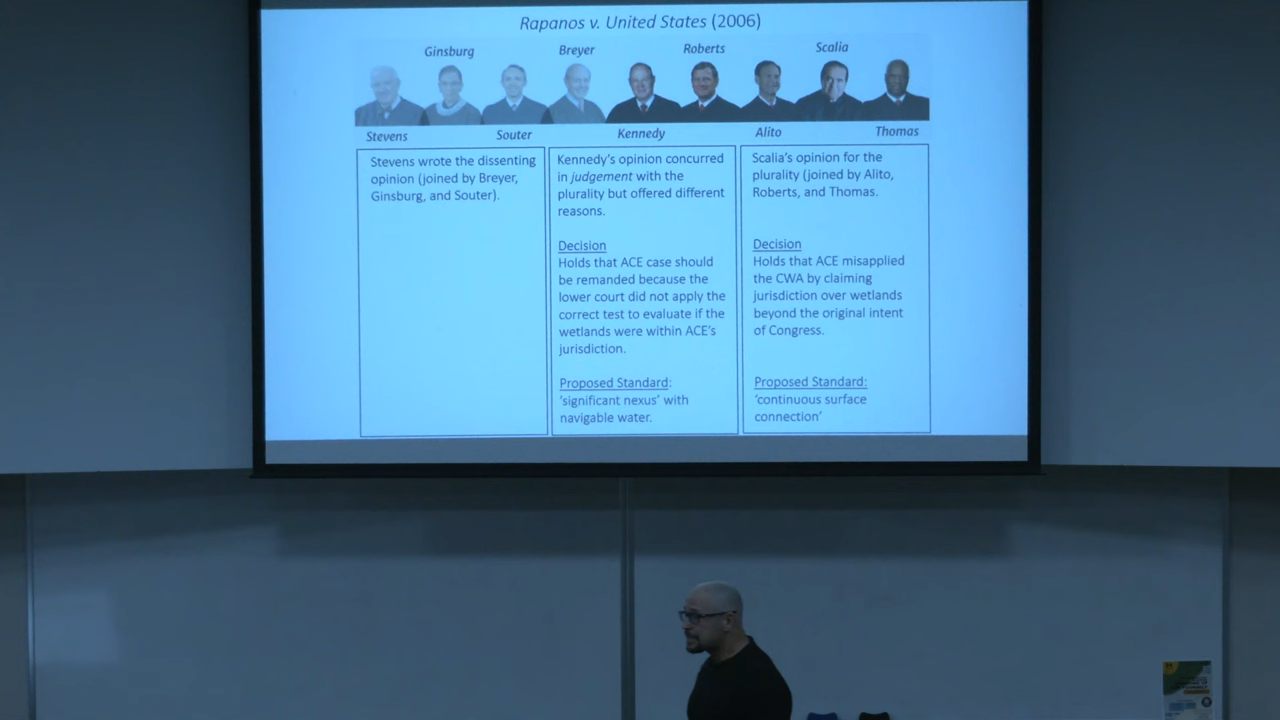 Rapanos v. United States (2006)
Ginsburg Breyer Roberts Scalia
Stevens Souter Kennedy Alito Thomas
Stevens wrote the dissenting
opinion (joined by Breyer,
Ginsburg, and Souter).
Kennedy's opinion concurred
in judgement with the
plurality but offered different
reasons.
Decision
Holds that ACE case should
be remanded because the
lower court did not apply the
correct test to evaluate if the
wetlands were within ACE's
jurisdiction.
Proposed Standard:
'significant nexus' with
navigable water.
Scalia's opinion for the
plurality (joined by Alito,
Roberts, and Thomas.
Decision
Holds that ACE misapplied
the CWA by claiming
jurisdiction over wetlands
beyond the original intent
of Congress.
Proposed Standard:
'continuous surface
connection'